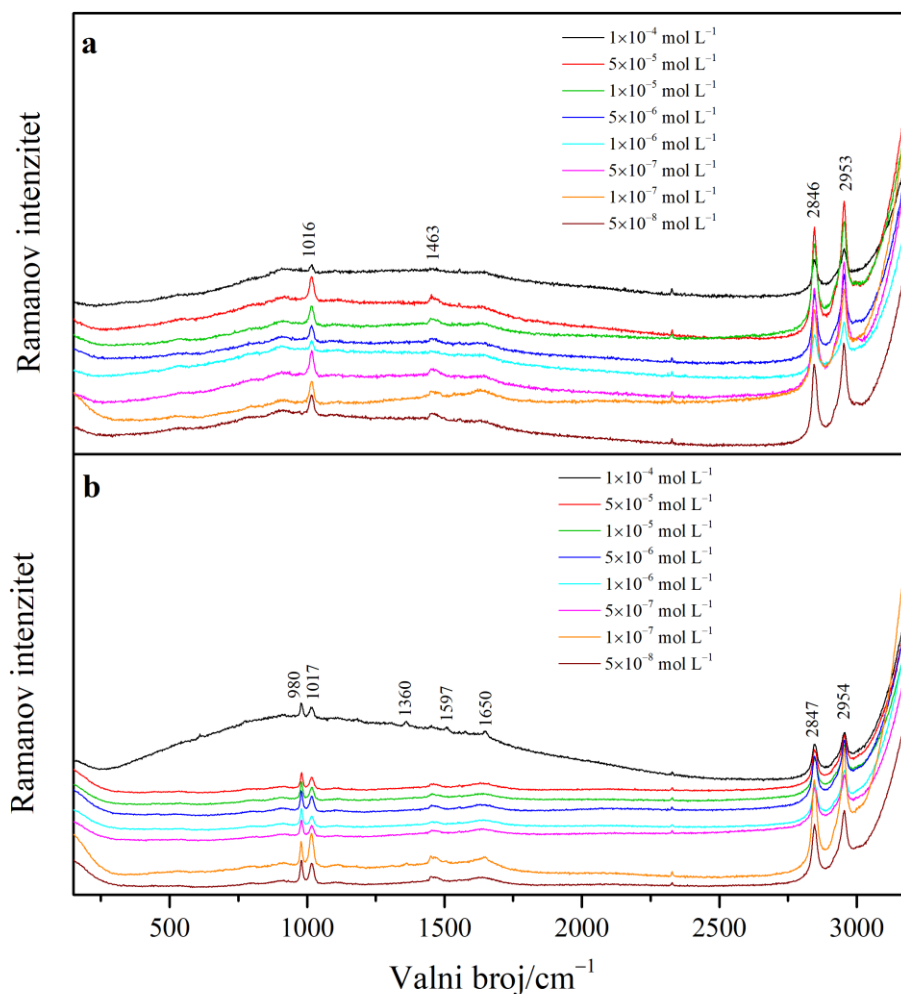 a
1×10⁻⁴ mol L⁻¹
5×10⁻⁵ mol L⁻¹
1×10⁻⁵ mol L⁻¹
5×10⁻⁶ mol L⁻¹
1×10⁻⁶ mol L⁻¹
5×10⁻⁷ mol L⁻¹
1×10⁻⁷ mol L⁻¹
5×10⁻⁸ mol L⁻¹
1016
1463
2846
2953
Ramanov intenzitet
b
1×10⁻⁴ mol L⁻¹
5×10⁻⁵ mol L⁻¹
1×10⁻⁵ mol L⁻¹
5×10⁻⁶ mol L⁻¹
1×10⁻⁶ mol L⁻¹
5×10⁻⁷ mol L⁻¹
1×10⁻⁷ mol L⁻¹
5×10⁻⁸ mol L⁻¹
980
1017
1360
1597
1650
2847
2954
Ramanov intenzitet
500 1000 1500 2000 2500 3000
Valni broj/cm⁻¹